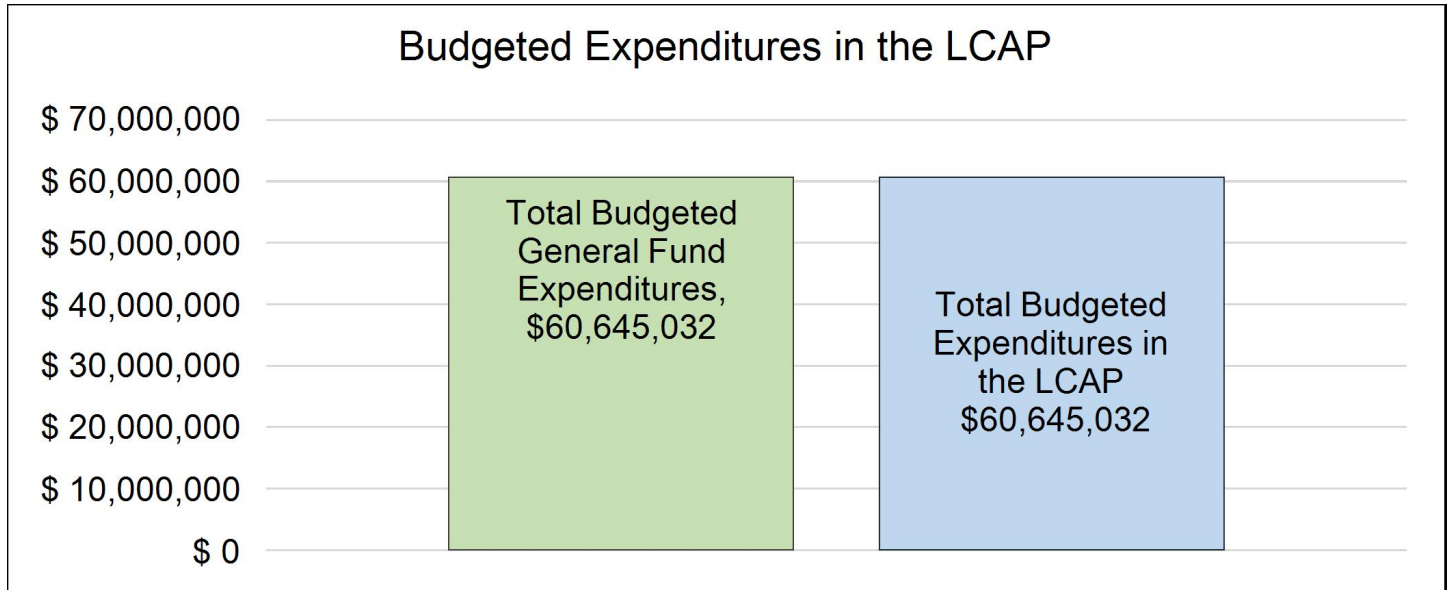 Budgeted Expenditures in the LCAP
$ 70,000,000
$ 60,000,000
$ 50,000,000
$ 40,000,000
$ 30,000,000
$ 20,000,000
$ 10,000,000
$ 0
Total Budgeted
General Fund
Expenditures,
$60,645,032
Total Budgeted
Expenditures in
the LCAP
$60,645,032